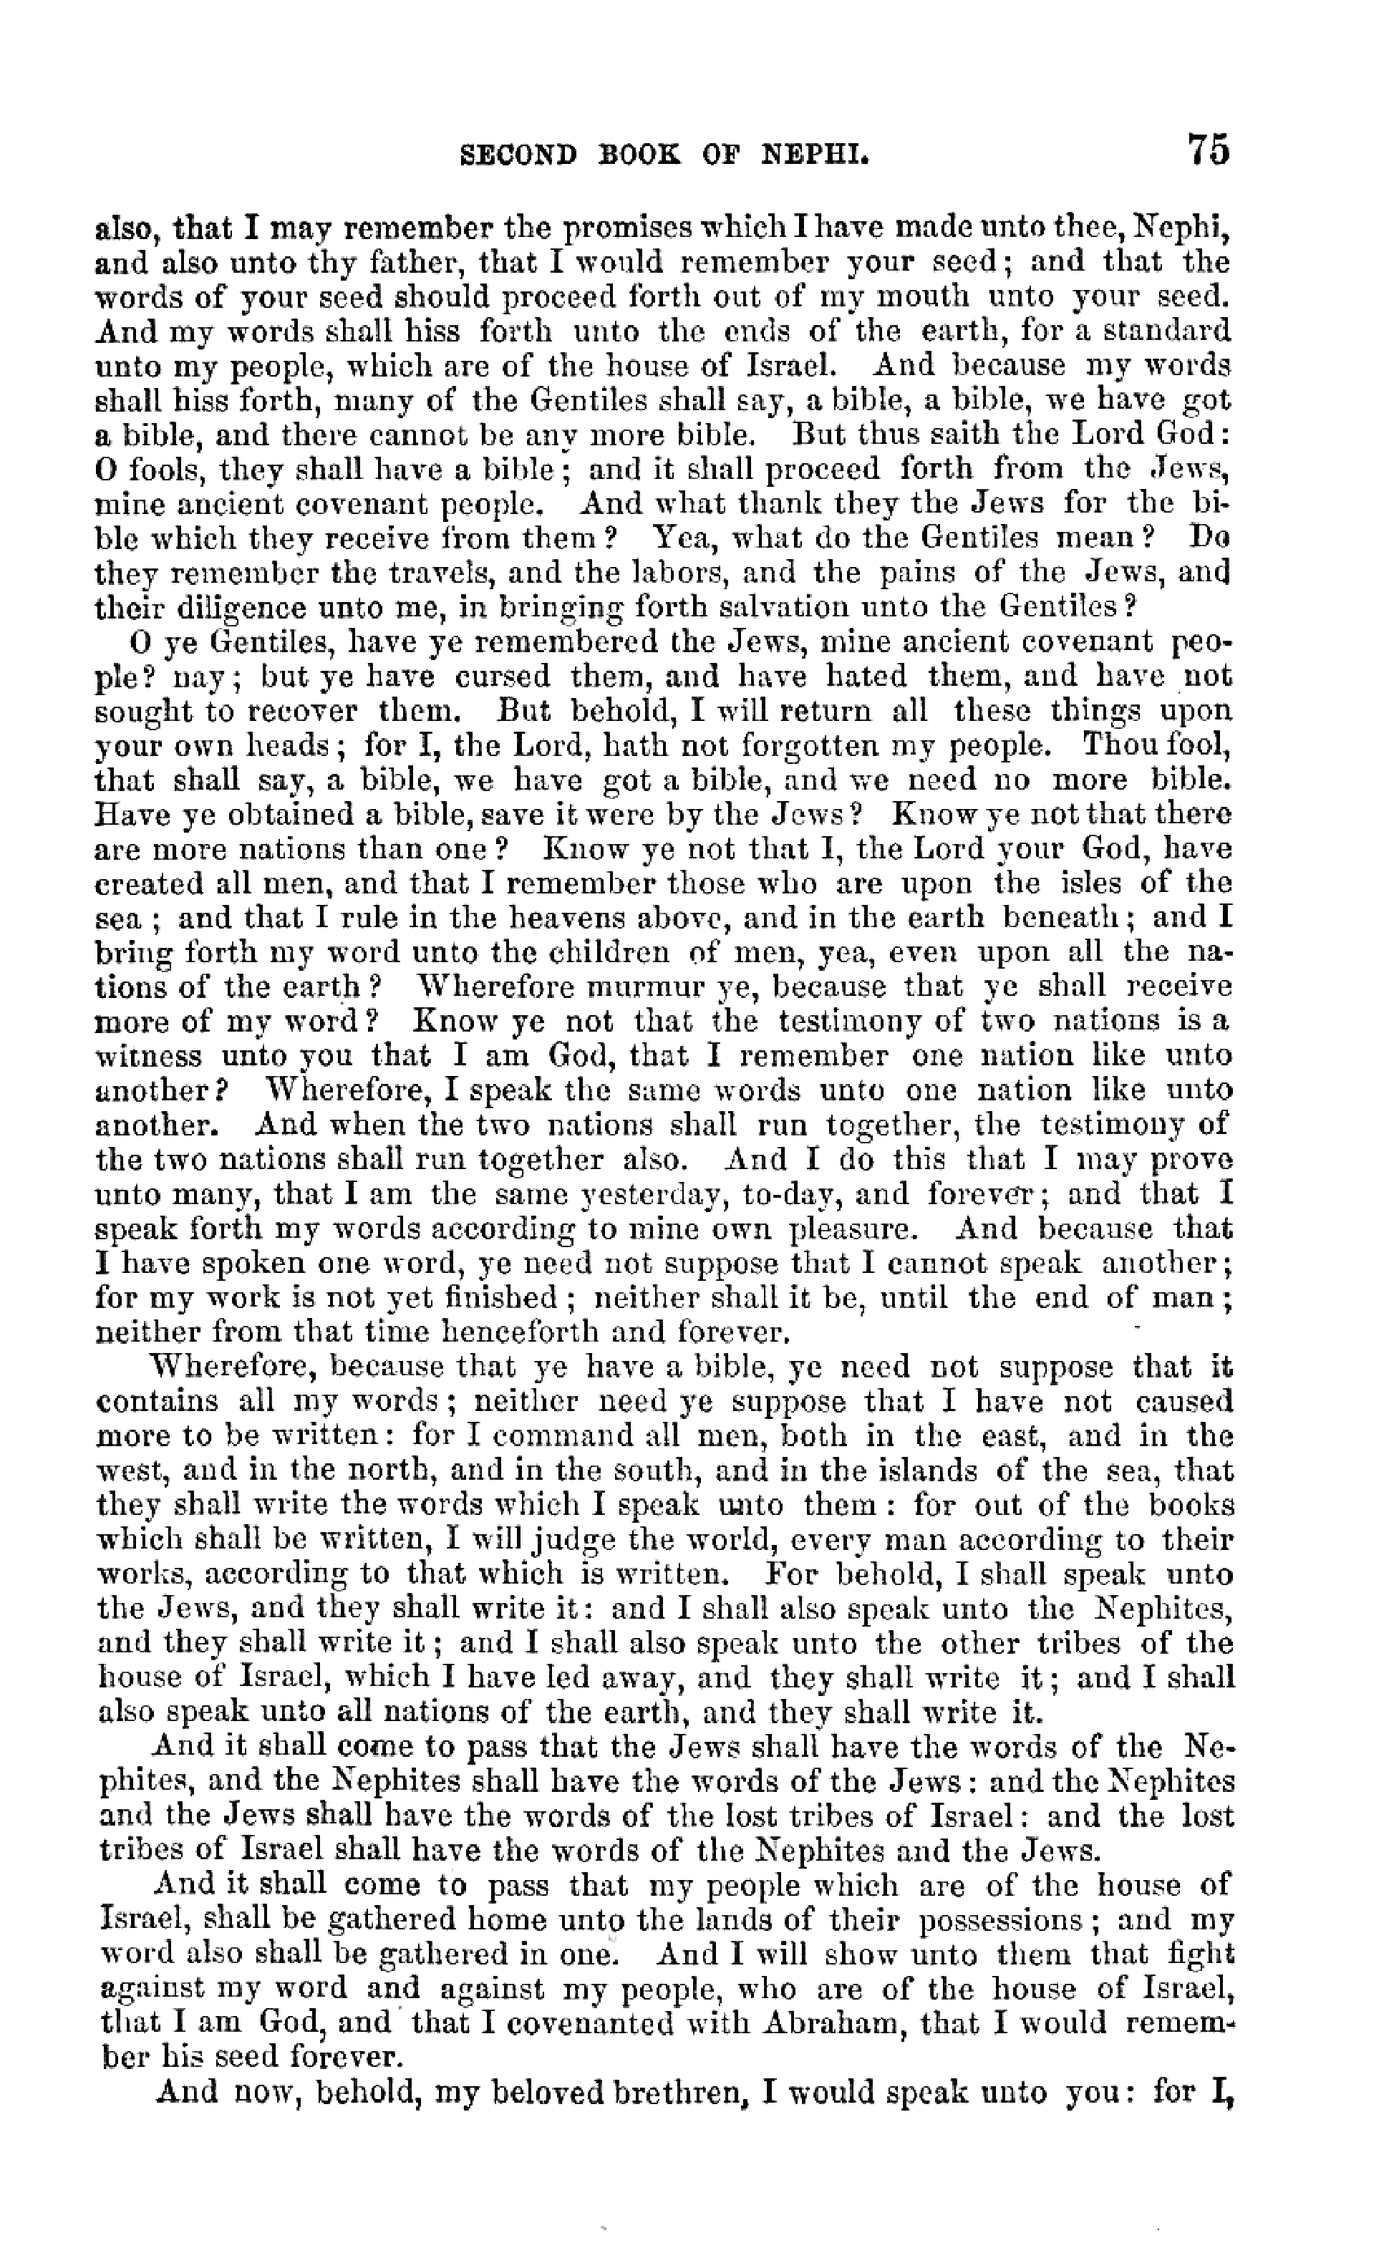 SECOND BOOK OF NEPHI. 75
also, that I may remember the promises which I have made unto thee, Nephi,
and also unto thy father, that I would remember your seed; and that the
words of your seed should proceed forth out of my mouth unto your seed.
And my words shall hiss forth unto the ends of the earth, for a standard
unto my people, which are of the house of Israel. And because my words
shall hiss forth, many of the Gentiles shall say, a bible, a bible, we have got
a bible, and there cannot be any more bible. But thus saith the Lord God:
O fools, they shall have a bible; and it shall proceed forth from the Jews,
mine ancient covenant people. And what thank they the Jews for the bi-
ble which they receive from them? Yea, what do the Gentiles mean? Do
they remember the travels, and the labors, and the pains of the Jews, and
their diligence unto me, in bringing forth salvation unto the Gentiles?
O ye Gentiles, have ye remembered the Jews, mine ancient covenant peo-
ple? nay; but ye have cursed them, and have hated them, and have not
sought to recover them. But behold, I will return all these things upon
your own heads; for I, the Lord, hath not forgotten my people. Thou fool,
that shall say, a bible, we have got a bible, and we need no more bible.
Have ye obtained a bible, save it were by the Jews? Know ye not that there
are more nations than one? Know ye not that I, the Lord your God, have
created all men, and that I remember those who are upon the isles of the
sea; and that I rule in the heavens above, and in the earth beneath; and I
bring forth my word unto the children of men, yea, even upon all the na-
tions of the earth? Wherefore murmur ye, because that ye shall receive
more of my word? Know ye not that the testimony of two nations is a
witness unto you that I am God, that I remember one nation like unto
another? Wherefore, I speak the same words unto one nation like unto
another. And when the two nations shall run together, the testimony of
the two nations shall run together also. And I do this that I may prove
unto many, that I am the same yesterday, to-day, and forever; and that I
speak forth my words according to mine own pleasure. And because that
I have spoken one word, ye need not suppose that I cannot speak another;
for my work is not yet finished; neither shall it be, until the end of man;
neither from that time henceforth and forever.
Wherefore, because that ye have a bible, ye need not suppose that it
contains all my words; neither need ye suppose that I have not caused
more to be written: for I command all men, both in the east, and in the
west, and in the north, and in the south, and in the islands of the sea, that
they shall write the words which I speak unto them: for out of the books
which shall be written, I will judge the world, every man according to their
works, according to that which is written. For behold, I shall speak unto
the Jews, and they shall write it: and I shall also speak unto the Nephites,
and they shall write it; and I shall also speak unto the other tribes of the
house of Israel, which I have led away, and they shall write it; and I shall
also speak unto all nations of the earth, and they shall write it.
And it shall come to pass that the Jews shall have the words of the Ne-
phites, and the Nephites shall have the words of the Jews: and the Nephites
and the Jews shall have the words of the lost tribes of Israel: and the lost
tribes of Israel shall have the words of the Nephites and the Jews.
And it shall come to pass that my people which are of the house of
Israel, shall be gathered home unto the lands of their possessions; and my
word also shall be gathered in one. And I will show unto them that fight
against my word and against my people, who are of the house of Israel,
that I am God, and that I covenanted with Abraham, that I would remem-
ber his seed forever.
And now, behold, my beloved brethren, I would speak unto you: for I,